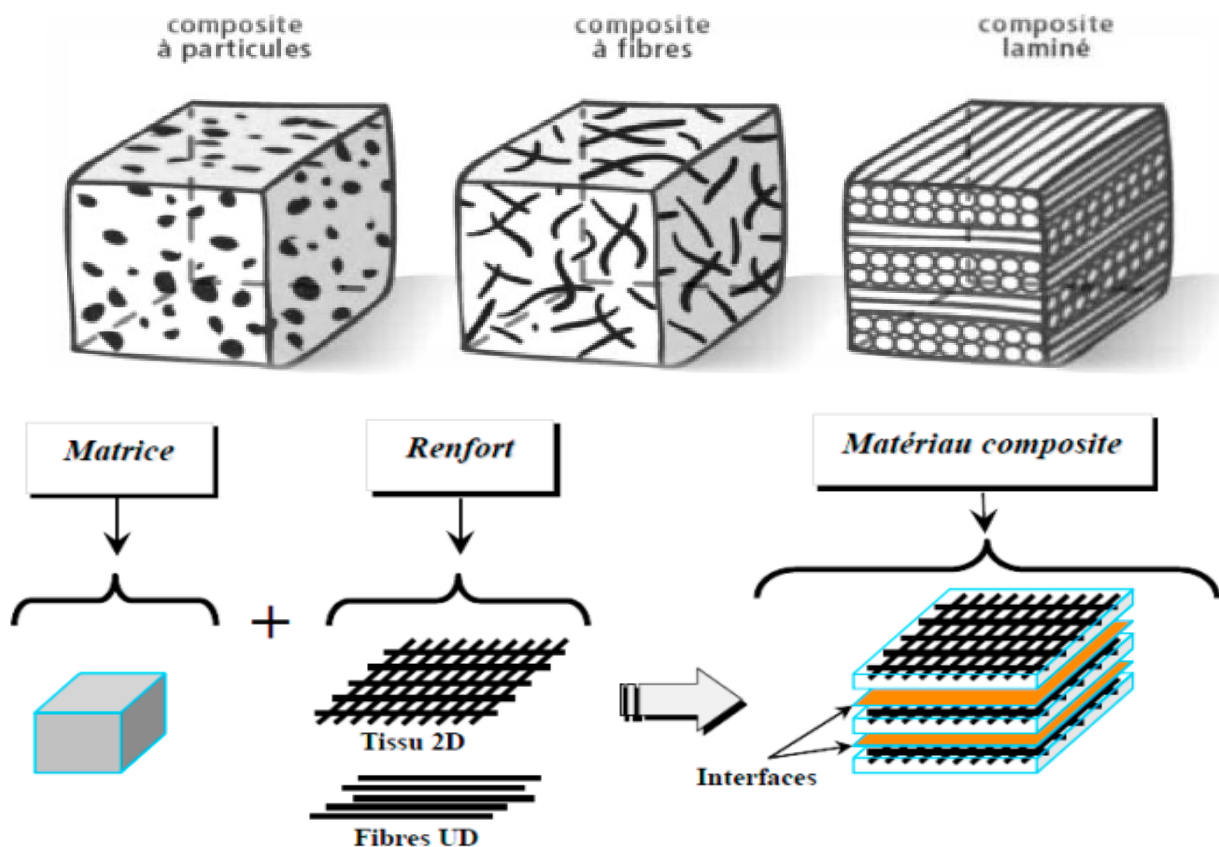 composite
à particules
composite
à fibres
composite
laminé
Matrice
Renfort
Matériau composite
+
Tissu 2D
Interfaces
Fibres UD